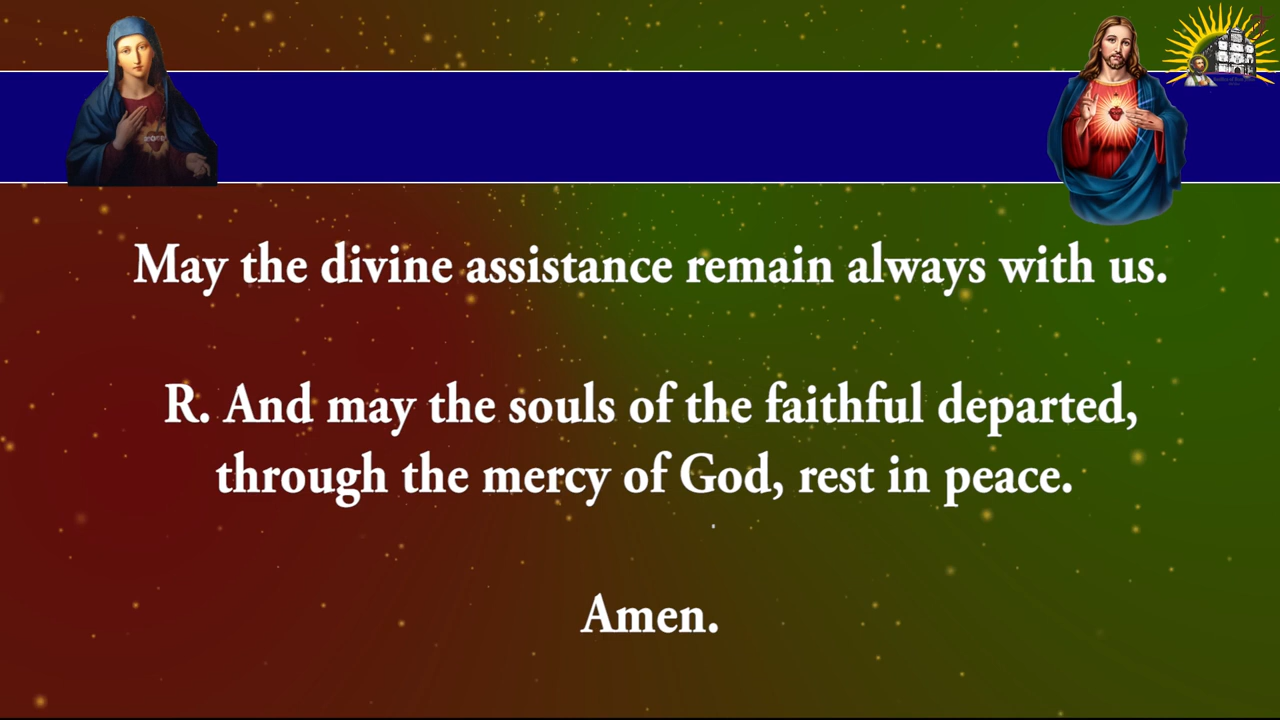 May the divine assistance remain always with us.
R. And may the souls of the faithful departed,
through the mercy of God, rest in peace.
Amen.